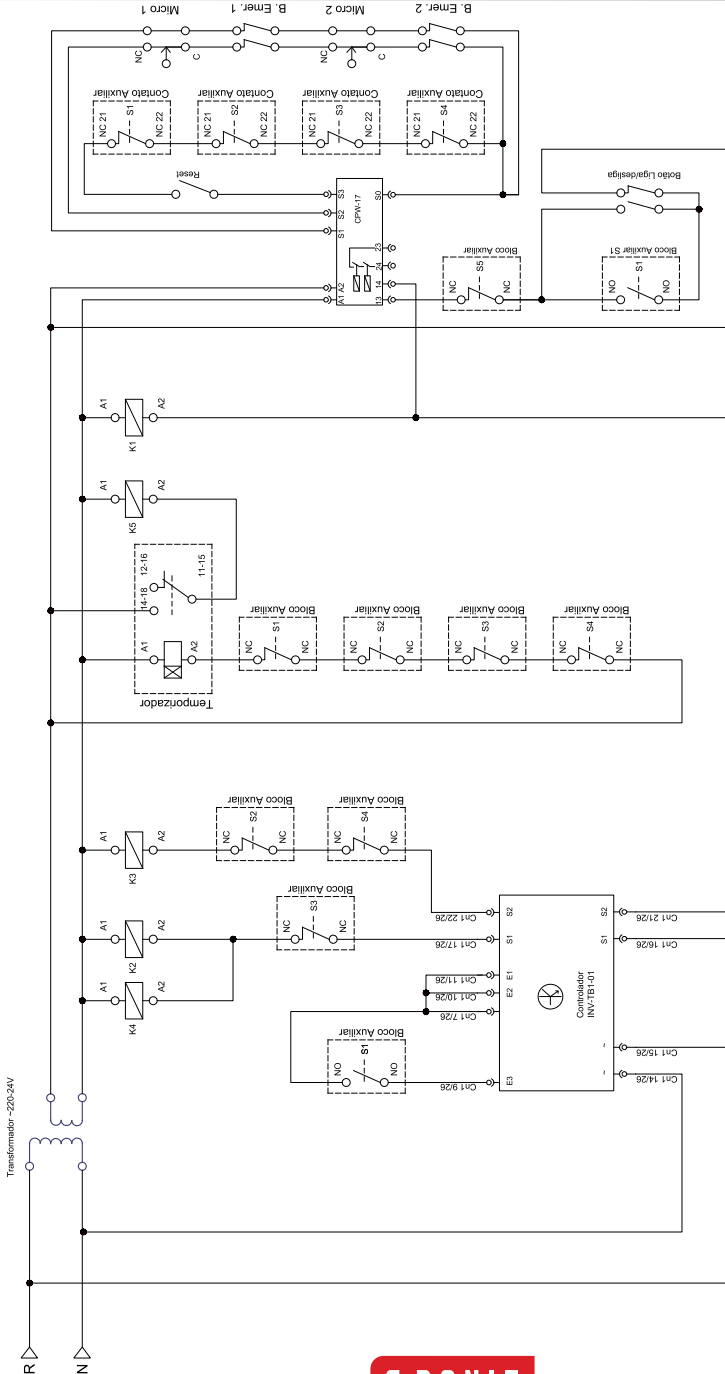 Micro 1
B. Emer. 1
Micro 2
B. Emer. 2
NC
C
NC
C
Contato Auxiliar
Contato Auxiliar
Contato Auxiliar
Contato Auxiliar
NC 21
S1
NC 22
NC 21
S2
NC 22
NC 21
S3
NC 22
NC 21
S4
NC 22
Reset
S3
S2
S1
CPW-17
S0
23
24
14
13
A2
A1
Botão Liga/desliga
Bloco Auxiliar
NC
S5
NC
Bloco Auxiliar S1
NO
S1
NO
A1
A2
K1
A1
A2
K5
12-16
14-18
11-15
A1
A2
Temporizador
Bloco Auxiliar
NC
S1
NC
Bloco Auxiliar
NC
S2
NC
Bloco Auxiliar
NC
S3
NC
Bloco Auxiliar
NC
S4
NC
A1
A2
K3
Bloco Auxiliar
NC
S2
NC
Bloco Auxiliar
NC
S4
NC
A1
A2
K2
A1
A2
K4
Bloco Auxiliar
NC
S3
NC
Bloco Auxiliar
NO
S1
NO
Cn1 22/26
Cn1 17/26
Cn1 11/26
Cn1 10/26
Cn1 7/26
Cn1 9/26
S2
S1
E1
E2
E3
Controlador
INV-TB1-01
S2
S1
~
~
Cn1 21/26
Cn1 16/26
Cn1 15/26
Cn1 14/26
Transformador ~220-24V
R
N